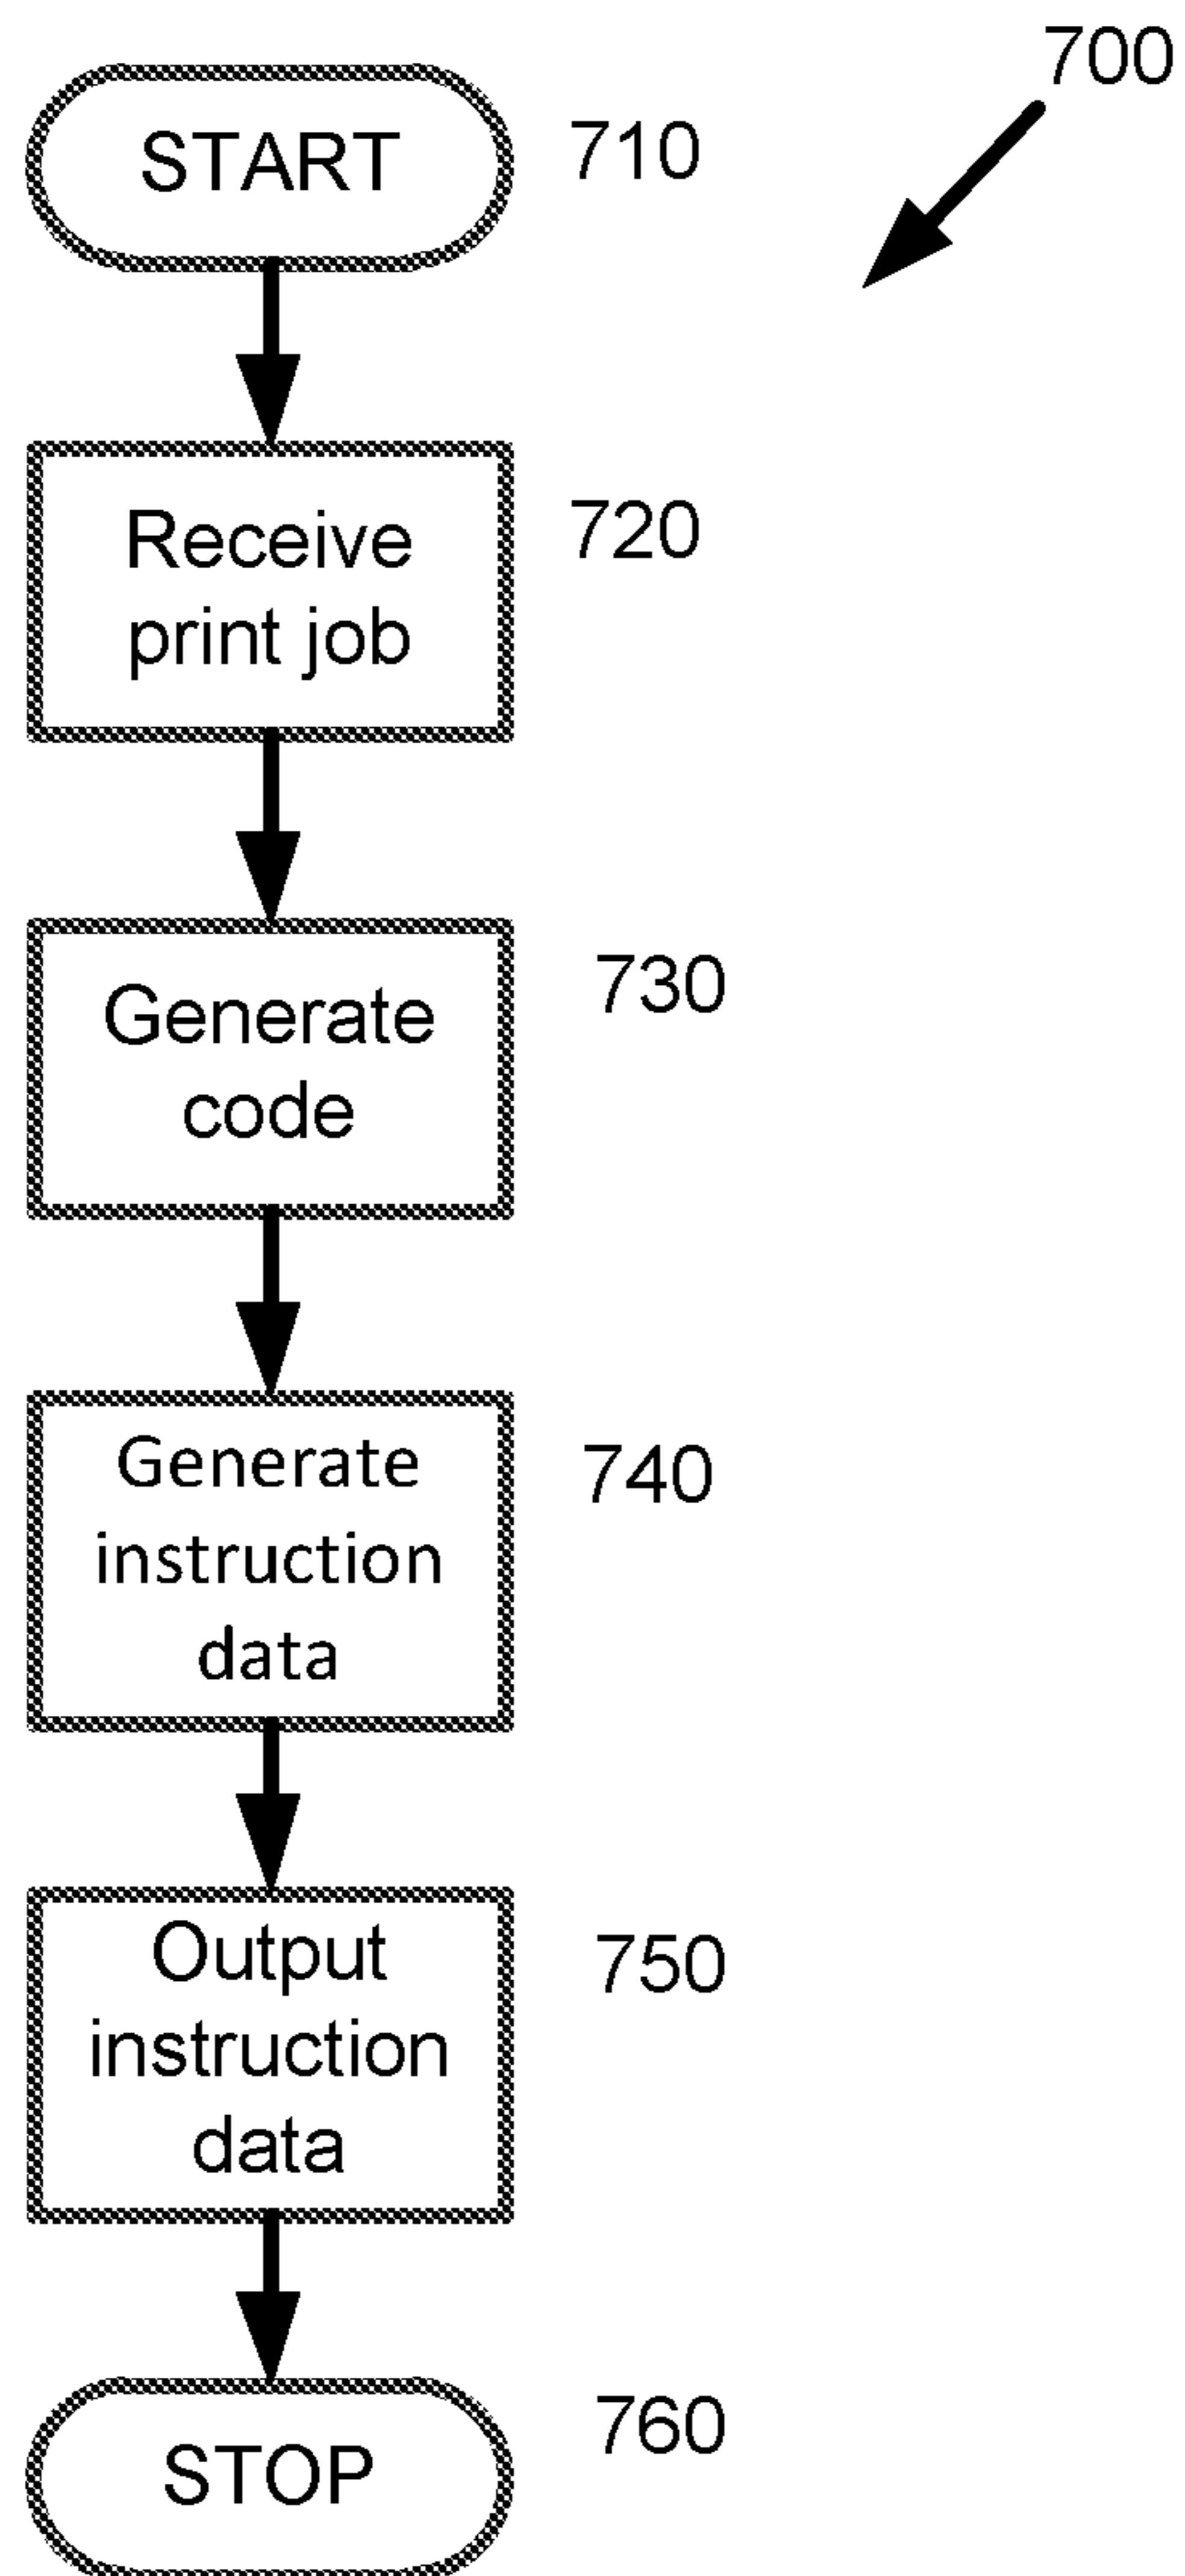 700
START
710
Receive
print job
720
Generate
code
730
Generate
instruction
data
740
Output
instruction
data
750
STOP
760